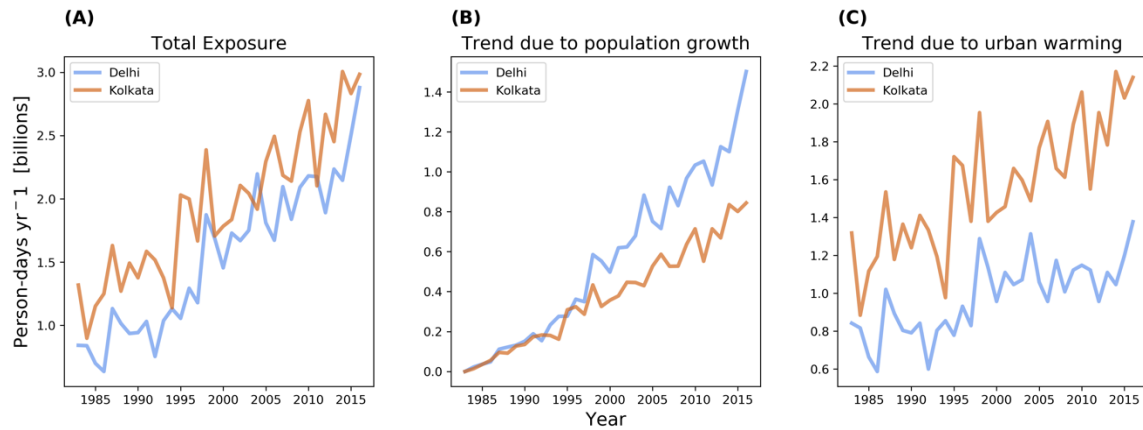 (A)
Total Exposure
Delhi
Kolkata
3.0
2.5
2.0
1.5
1.0
1985 1990 1995 2000 2005 2010 2015
Person-days yr−1 [billions]
(B)
Trend due to population growth
Delhi
Kolkata
1.4
1.2
1.0
0.8
0.6
0.4
0.2
0.0
1985 1990 1995 2000 2005 2010 2015
Year
(C)
Trend due to urban warming
Delhi
Kolkata
2.2
2.0
1.8
1.6
1.4
1.2
1.0
0.8
0.6
1985 1990 1995 2000 2005 2010 2015